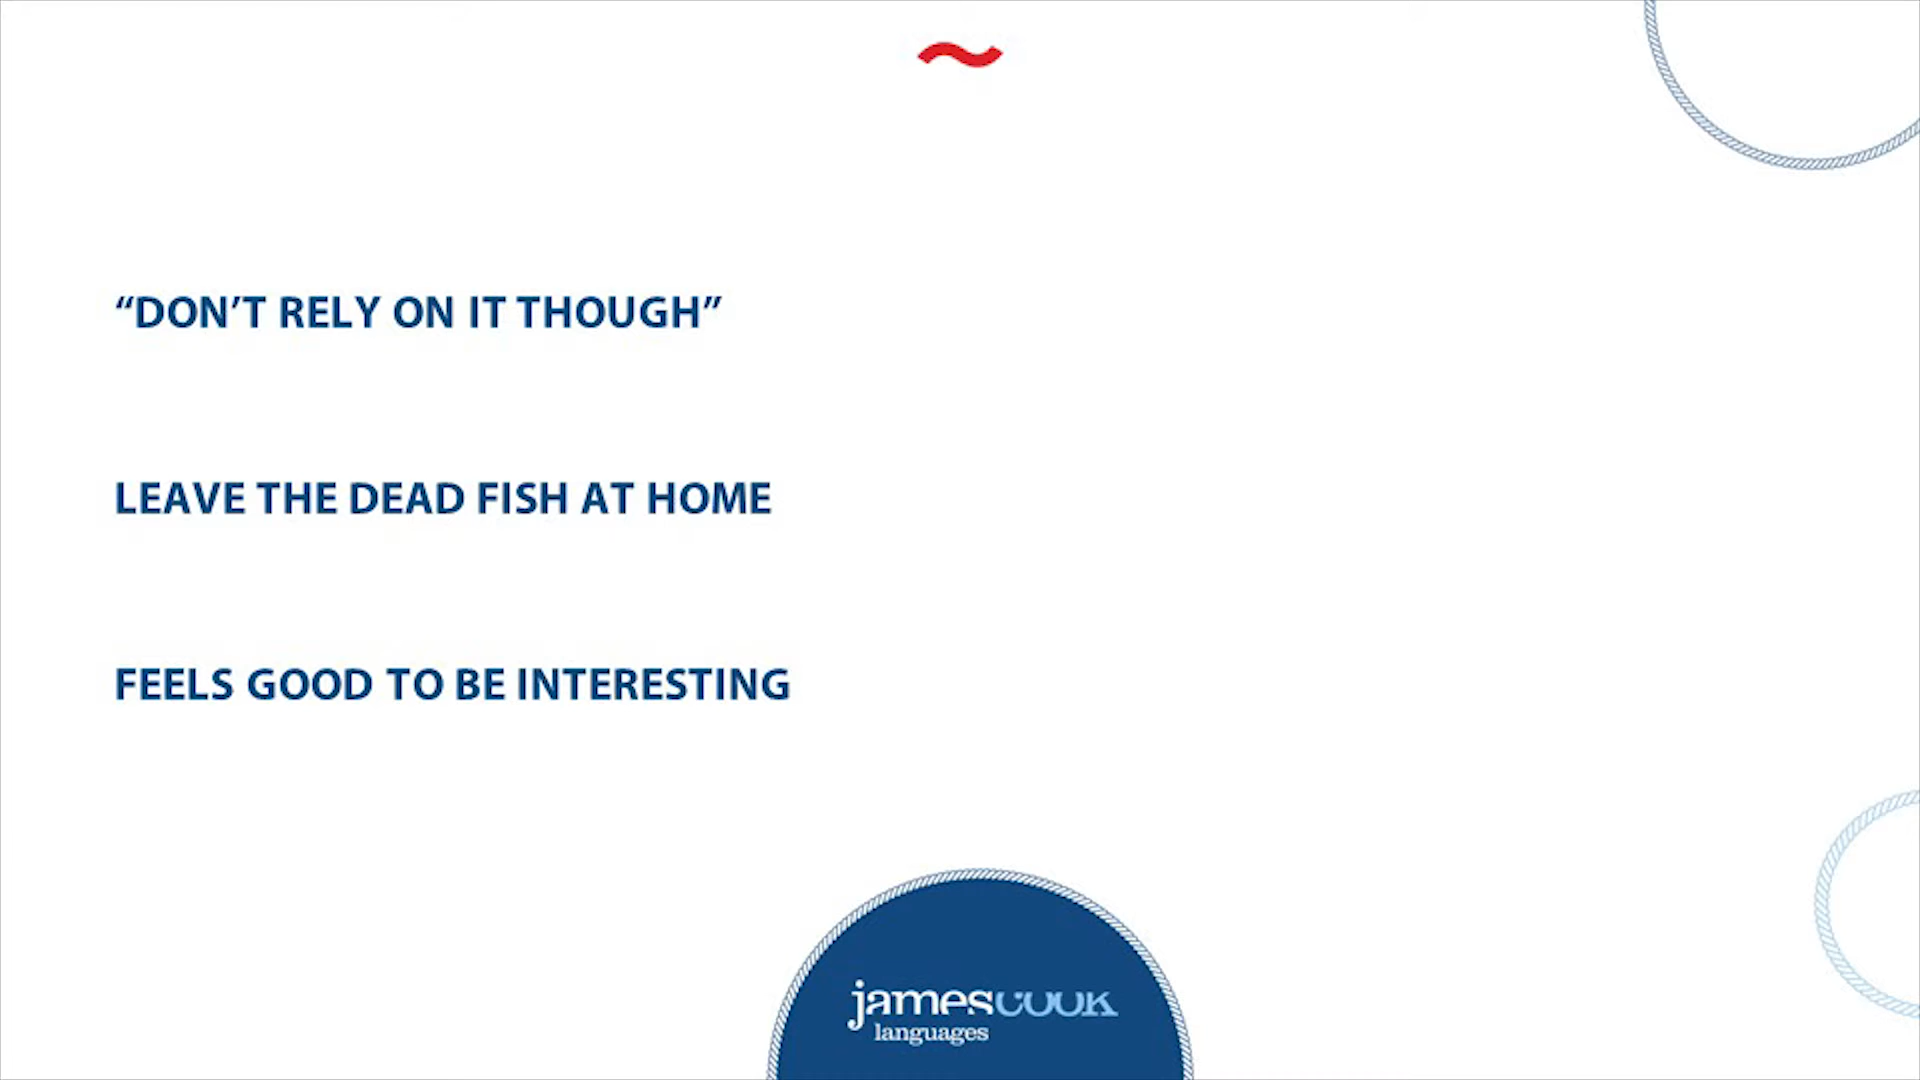 “DON’T RELY ON IT THOUGH”
LEAVE THE DEAD FISH AT HOME
FEELS GOOD TO BE INTERESTING
jamescook
languages